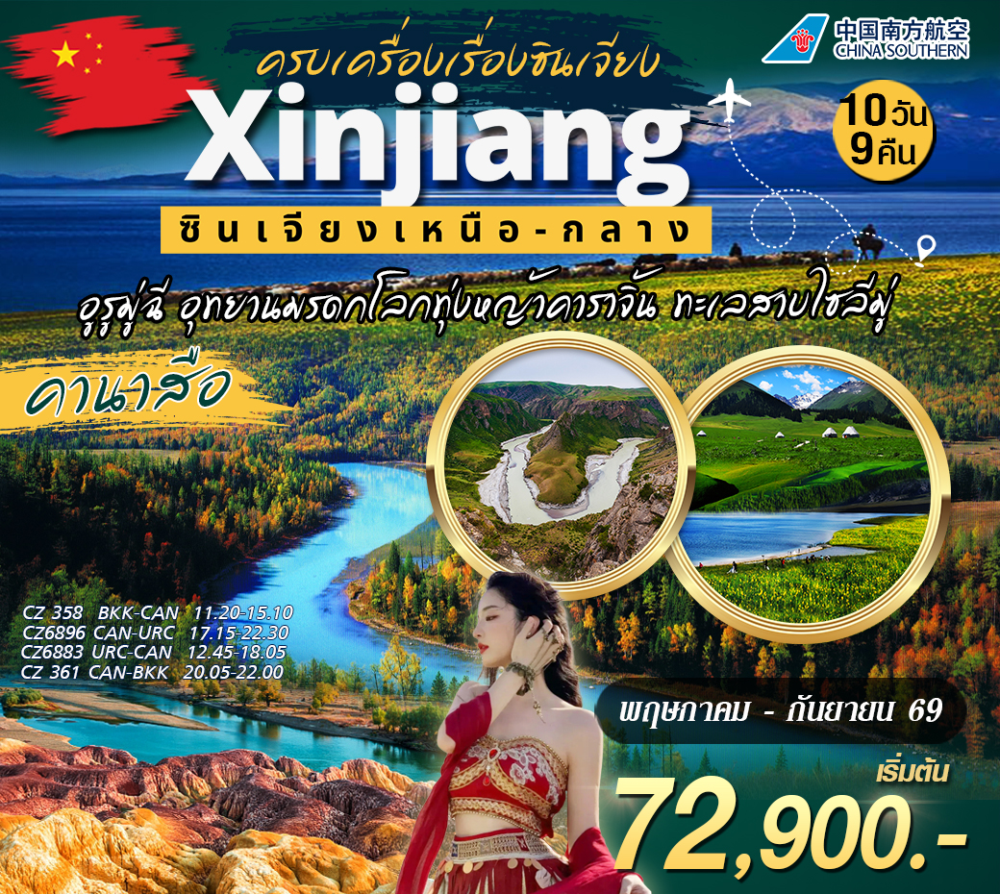 ครบเครื่องเรื่องซินเจียง
中国南方航空
CHINA SOUTHERN
Xinjiang
10 วัน
9 คืน
ซินเจียงเหนือ-กลาง
อูรูมู่ฉี อุทยานมรดกโลกทุ่งหญ้าคาราจิ้น ทะเลสาบไซลีมู่
คานาสือ
CZ 358 BKK-CAN 11.20-15.10
CZ6896 CAN-URC 17.15-22.30
CZ6883 URC-CAN 12.45-18.05
CZ 361 CAN-BKK 20.05-22.00
พฤษภาคม - กันยายน 69
เริ่มต้น
72,900.-